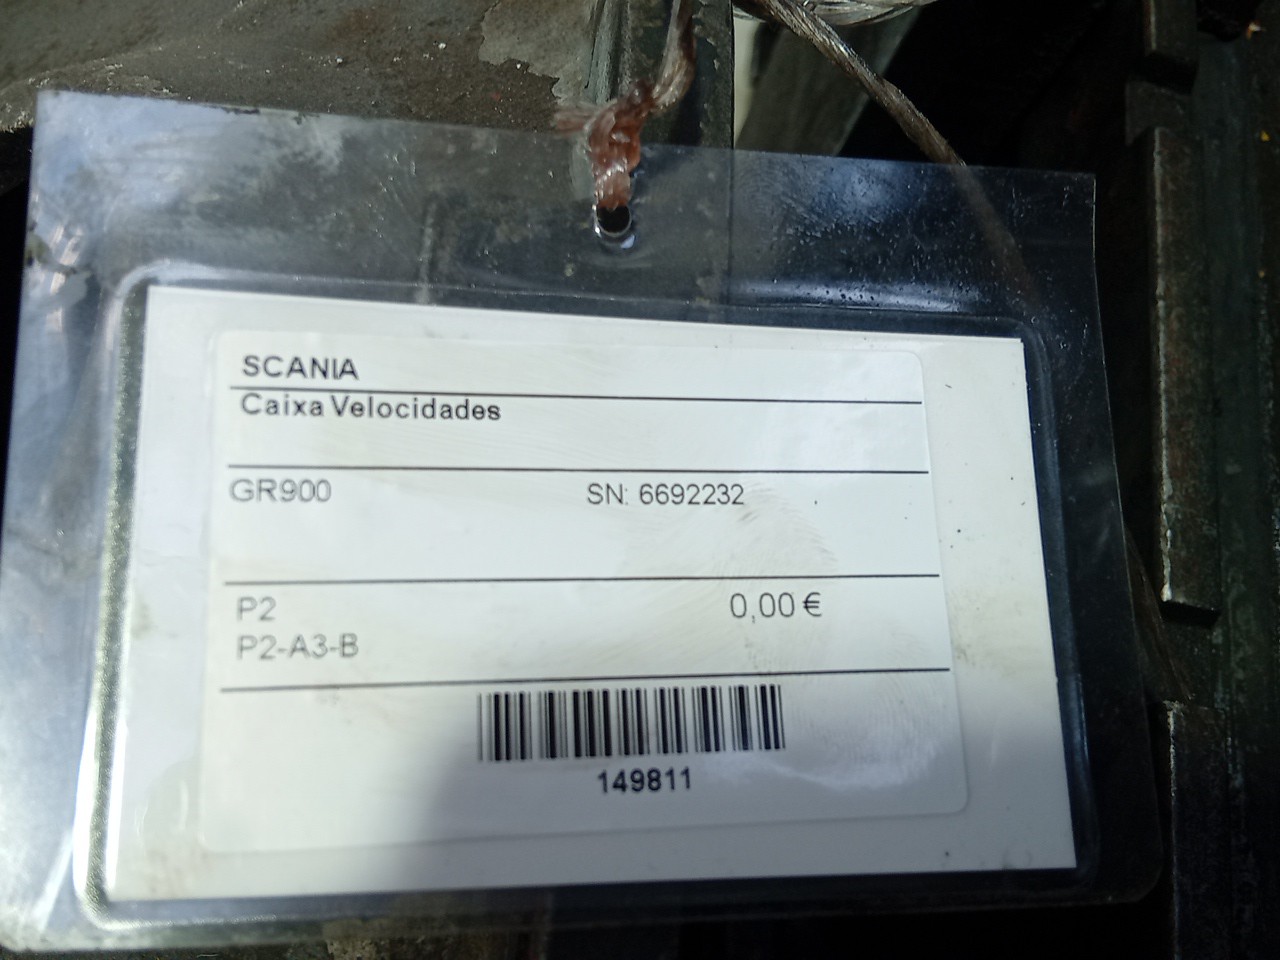 SCANIA
Caixa Velocidades
GR900 SN: 6692232
P2 0,00 €
P2-A3-B
149811